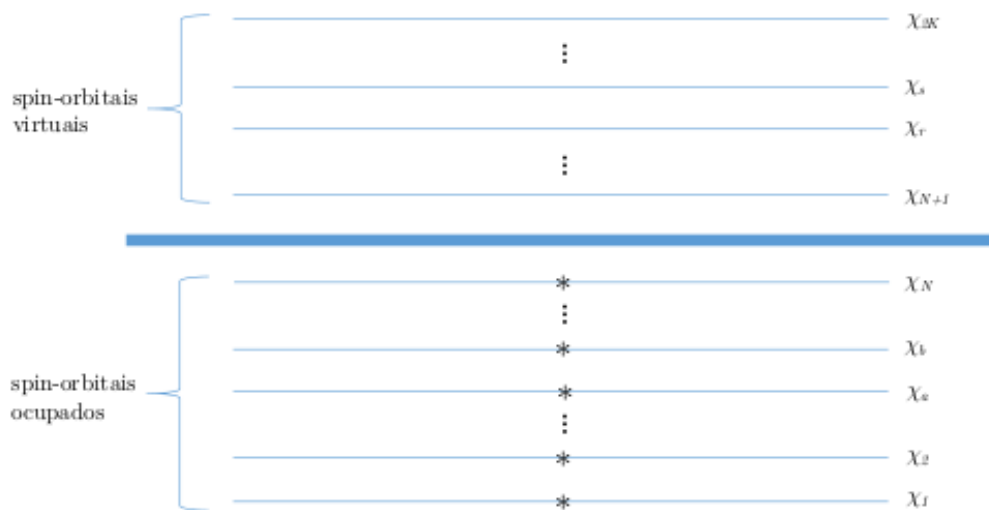 χ2K
⋮
χs
spin-orbitais
virtuais
χr
⋮
χN+1
χN
*
⋮
χb
*
spin-orbitais
ocupados
χa
*
⋮
χ2
*
χ1
*